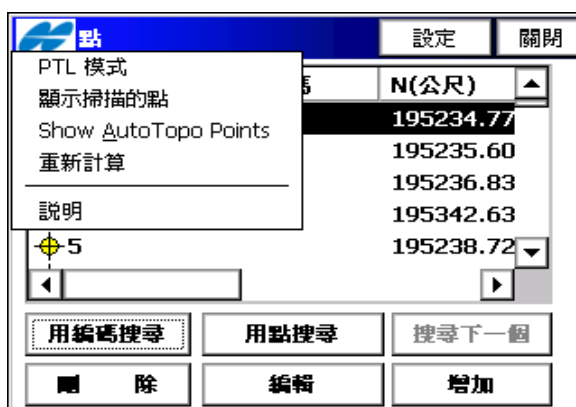 點 設定 關閉
PTL 模式
顯示掃描的點
Show AutoTopo Points
重新計算
説明
N(公尺)
195234.77
195235.60
195236.83
195342.63
5 195238.72
用編碼搜尋 用點搜尋 搜尋下一個
刪 除 編輯 增加